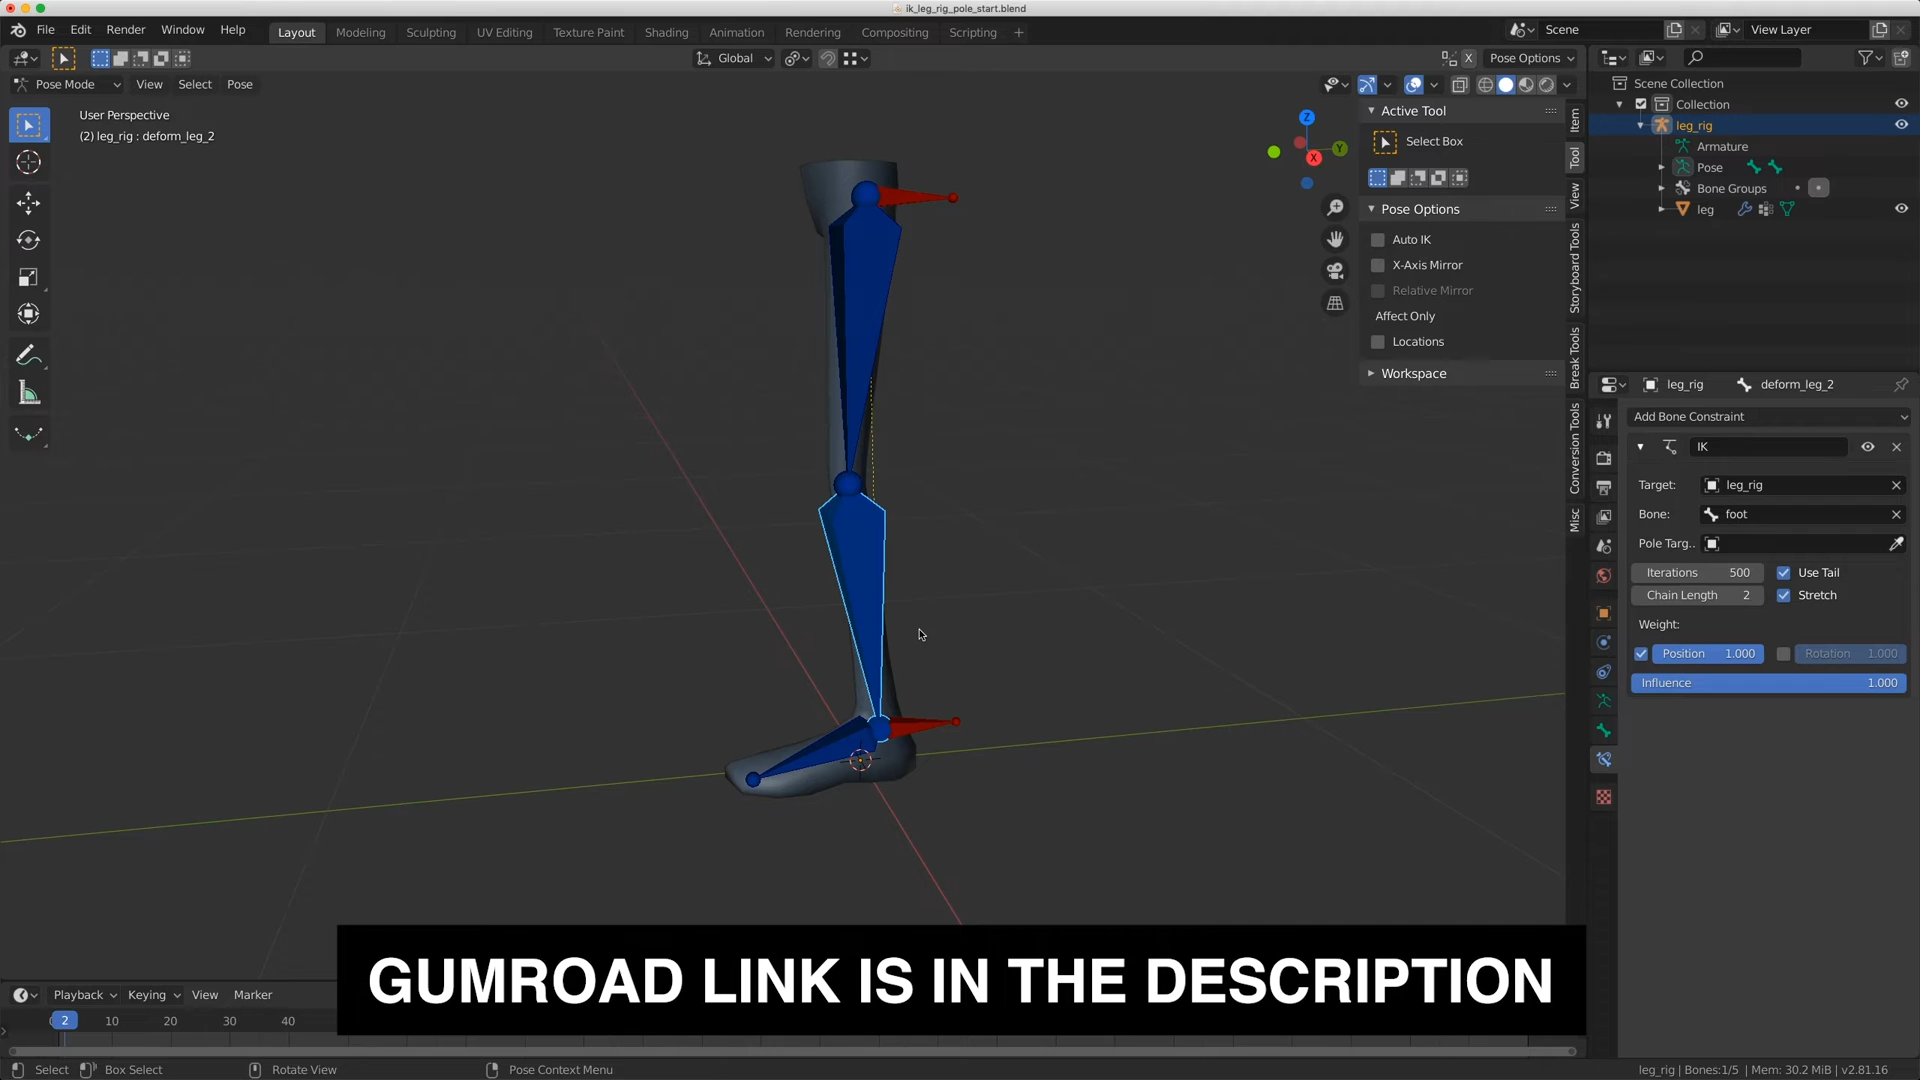 ik_leg_rig_pole_start.blend
File Edit Render Window Help Layout Modeling Sculpting UV Editing Texture Paint Shading Animation Rendering Compositing Scripting + Scene View Layer
Global X Pose Options
Pose Mode View Select Pose
User Perspective
(2) leg_rig : deform_leg_2
Z
Y
X
Active Tool
Select Box
Pose Options
Auto IK
X-Axis Mirror
Relative Mirror
Affect Only
Locations
Workspace
Item
Tool
View
Storyboard Tools
Break Tools
Conversion Tools
Misc
Scene Collection
Collection
leg_rig
Armature
Pose
Bone Groups
leg
leg_rig deform_leg_2
Add Bone Constraint
IK
Target: leg_rig
Bone: foot
Pole Targ..
Iterations 500 Use Tail
Chain Length 2 Stretch
Weight:
Position 1.000 Rotation 1.000
Influence 1.000
GUMROAD LINK IS IN THE DESCRIPTION
Playback Keying View Marker
2 10 20 30 40
Select Box Select Rotate View Pose Context Menu leg_rig | Bones:1/5 | Mem: 30.2 MiB | v2.81.16